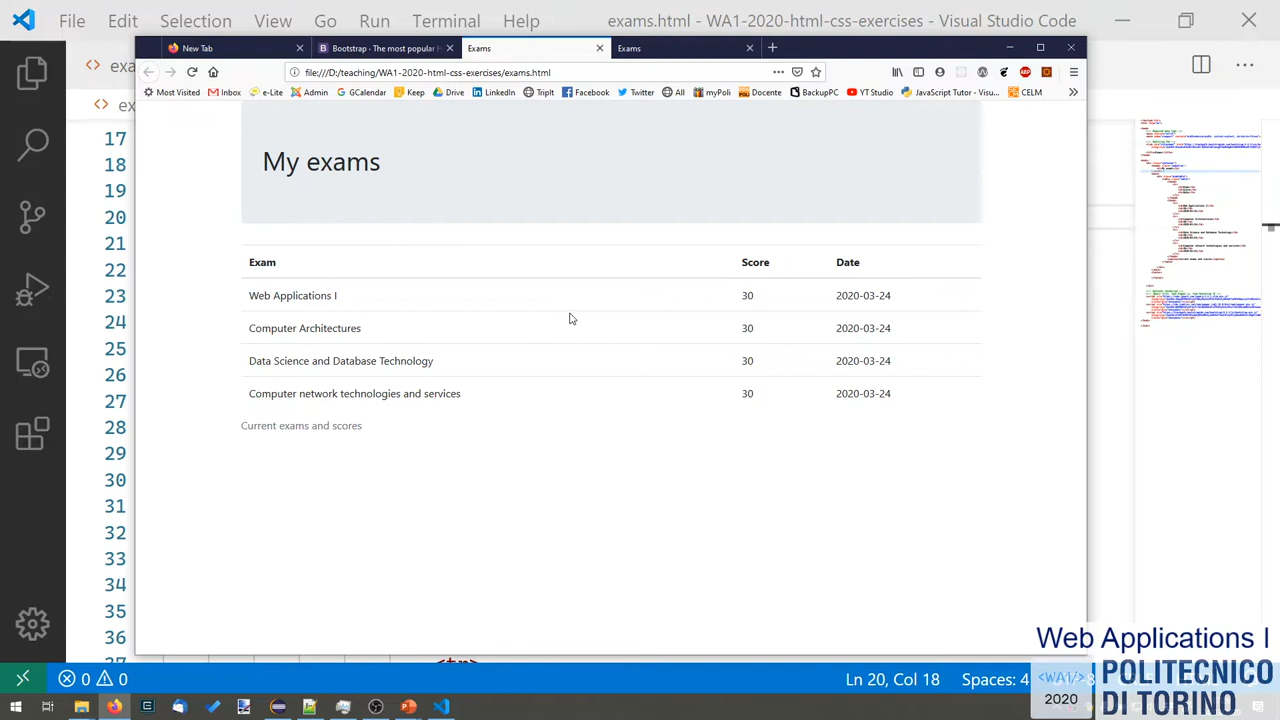 File Edit Selection View Go Run Terminal Help exams.html - WA1-2020-html-css-exercises - Visual Studio Code
New Tab
Bootstrap - The most popular
Exams
Exams
file:///D:/teaching/WA1-2020-html-css-exercises/exams.html
Most Visited Inbox e-Lite Admin GCalendar Keep Drive LinkedIn TripIt Facebook Twitter All myPoli Docente BackupPC YT Studio JavaScript Tutor - Visu... CELM
My exams
Exam Score Date
Web Applications I 30 2020-03-24
Computer Architectures 30 2020-03-24
Data Science and Database Technology 30 2020-03-24
Computer network technologies and services 30 2020-03-24
Current exams and scores
17
18
19
20
21
22
23
24
25
26
27
28
29
30
31
32
33
34
35
36
37
<tr>
0 0
Ln 20, Col 18 Spaces: 4
Web Applications I
<WA1/>
2020
POLITECNICO
DI TORINO